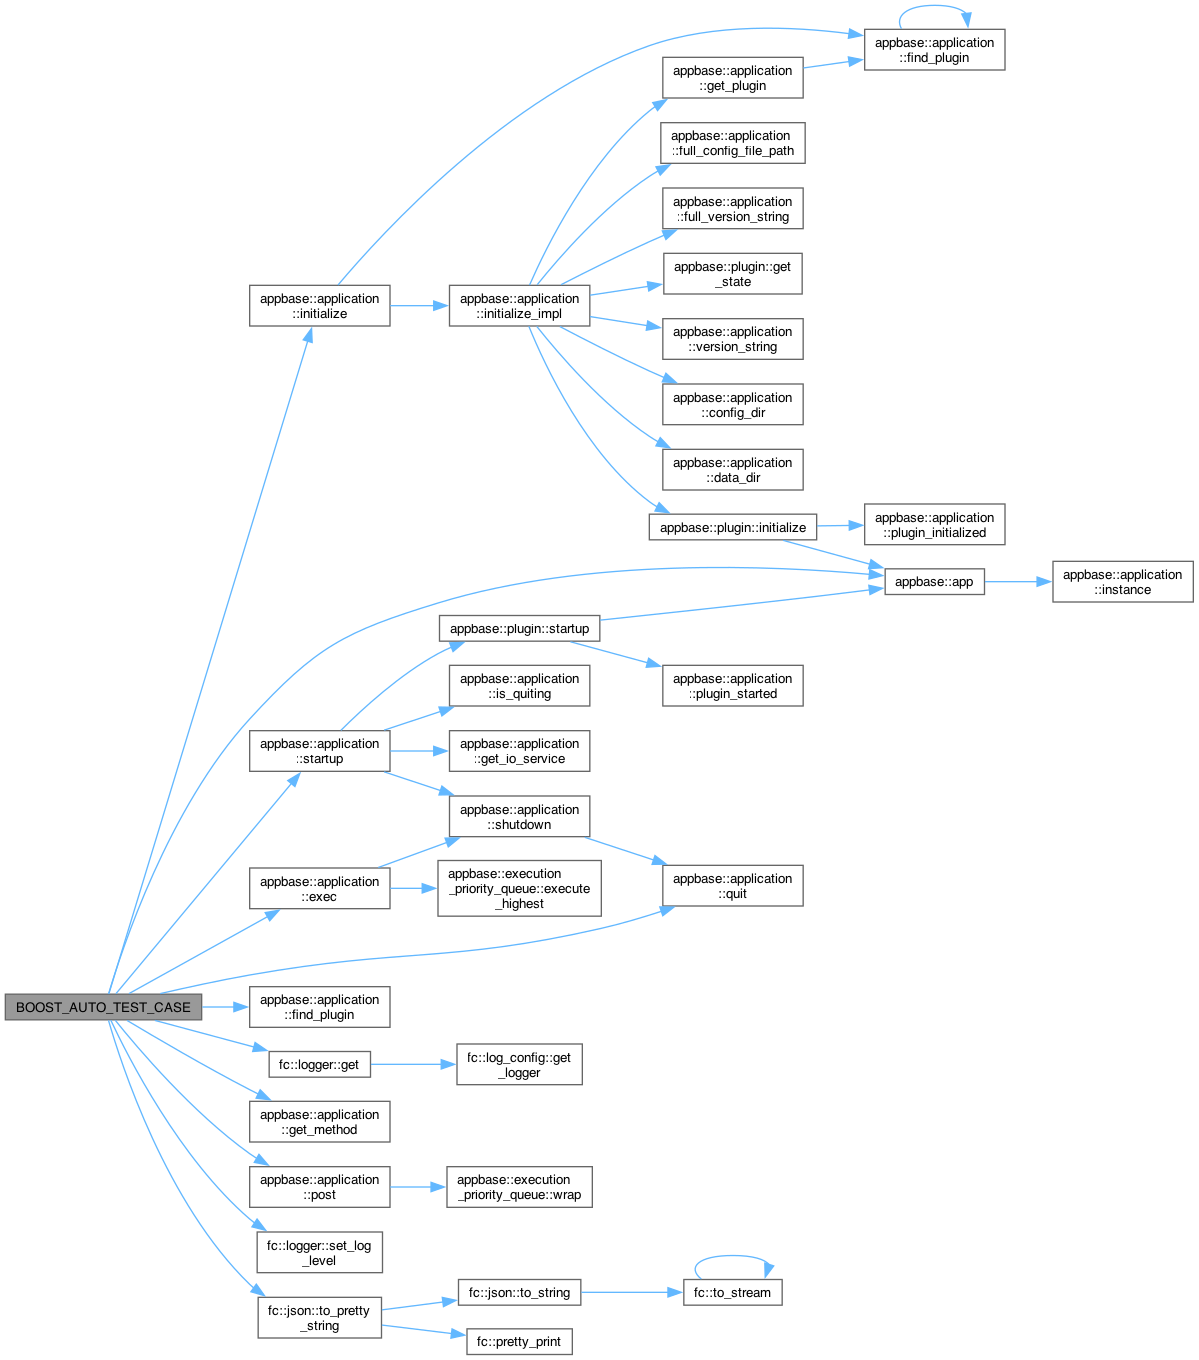 appbase::application
::find_plugin
appbase::application
::get_plugin
appbase::application
::full_config_file_path
appbase::application
::full_version_string
appbase::plugin::get
_state
appbase::application
::initialize
appbase::application
::initialize_impl
appbase::application
::version_string
appbase::application
::config_dir
appbase::application
::data_dir
appbase::plugin::initialize
appbase::application
::plugin_initialized
appbase::app
appbase::application
::instance
appbase::plugin::startup
appbase::application
::is_quiting
appbase::application
::plugin_started
appbase::application
::startup
appbase::application
::get_io_service
appbase::application
::shutdown
appbase::application
::exec
appbase::execution
_priority_queue::execute
_highest
appbase::application
::quit
BOOST_AUTO_TEST_CASE
appbase::application
::find_plugin
fc::logger::get
fc::log_config::get
_logger
appbase::application
::get_method
appbase::application
::post
appbase::execution
_priority_queue::wrap
fc::logger::set_log
_level
fc::json::to_pretty
_string
fc::json::to_string
fc::to_stream
fc::pretty_print